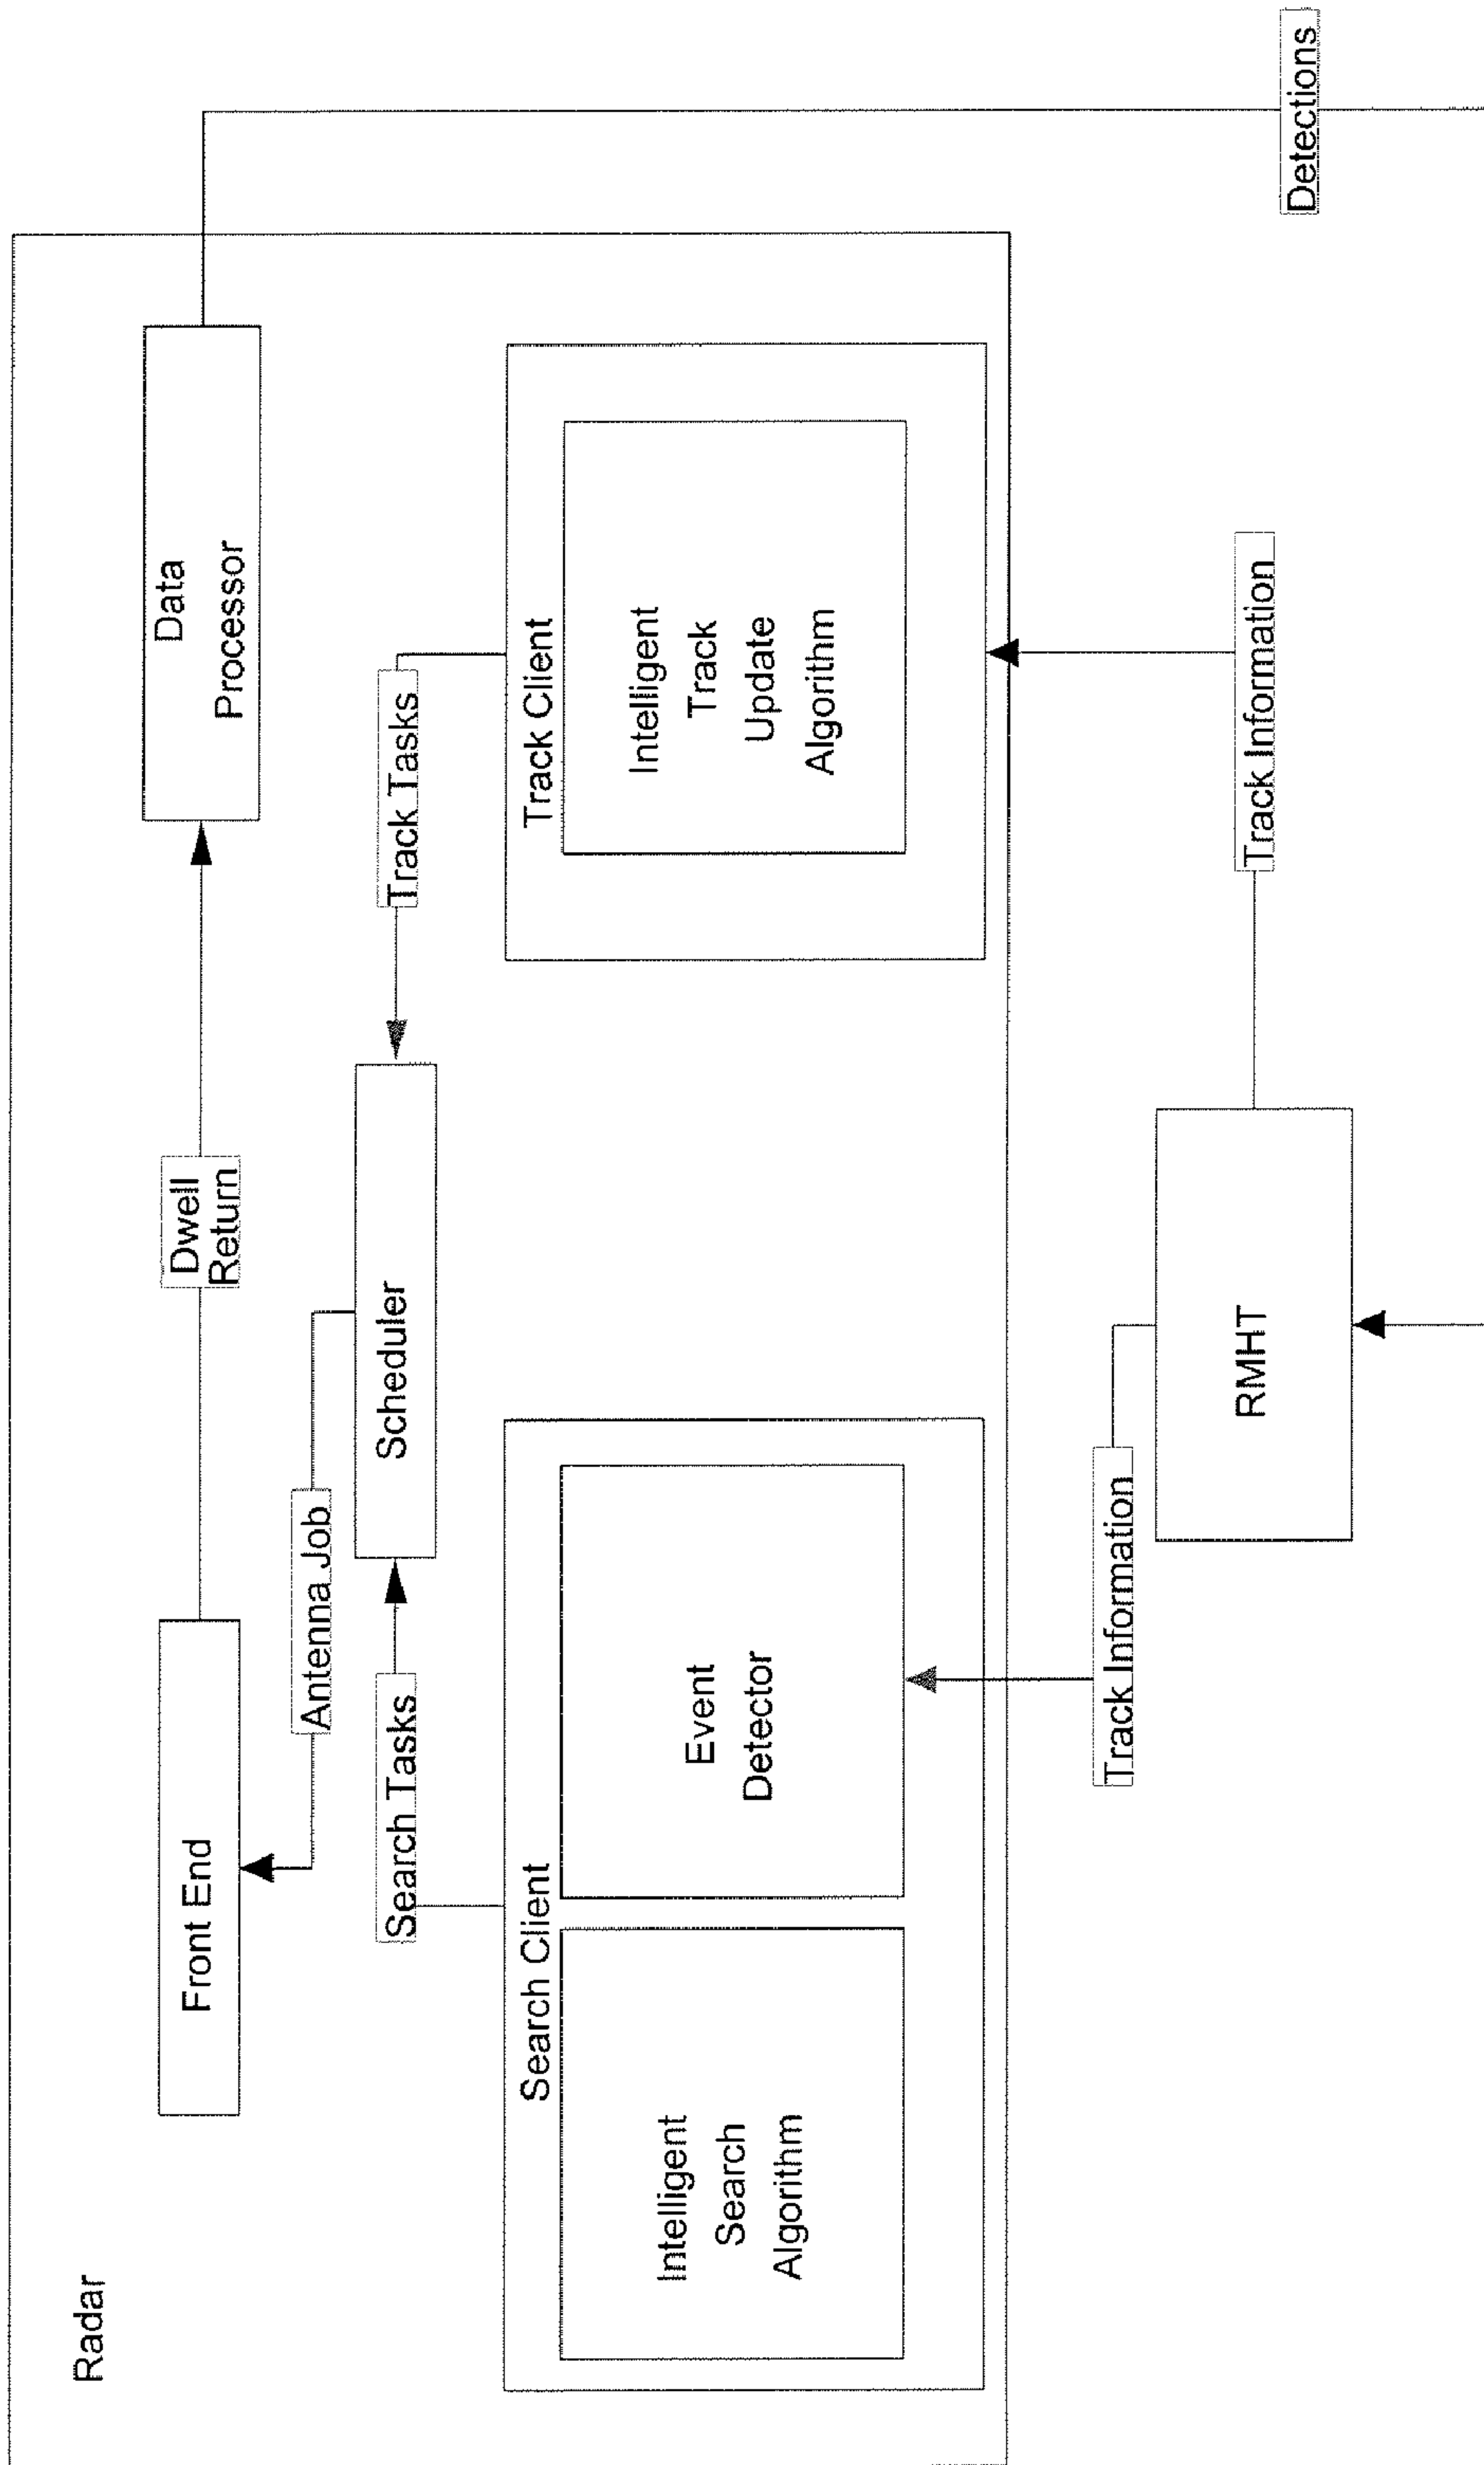 Radar
Front End
Dwell
Return
Data
Processor
Antenna Job
Search Tasks
Scheduler
Track Tasks
Search Client
Intelligent
Search
Algorithm
Event
Detector
Track Client
Intelligent
Track
Update
Algorithm
Track Information
RMHT
Track Information
Detections